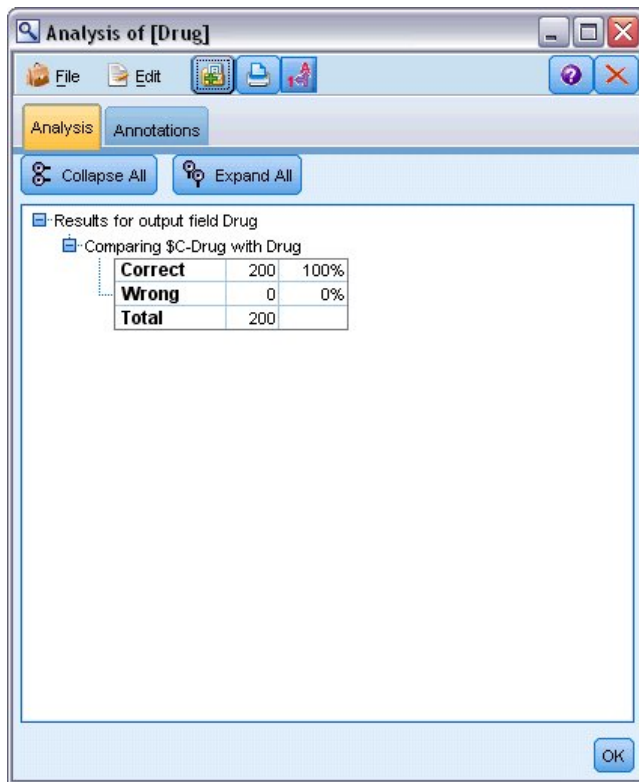 Analysis of [Drug]
File Edit
Analysis Annotations
Collapse All Expand All
Results for output field Drug
Comparing $C-Drug with Drug
Correct 200 100%
Wrong 0 0%
Total 200
OK